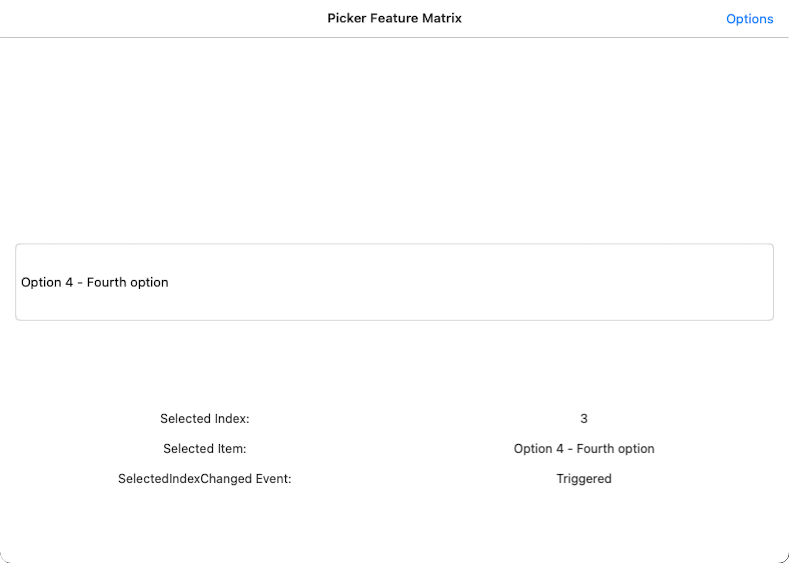 Picker Feature Matrix
Options
Option 4 - Fourth option
Selected Index: 3
Selected Item: Option 4 - Fourth option
SelectedIndexChanged Event: Triggered